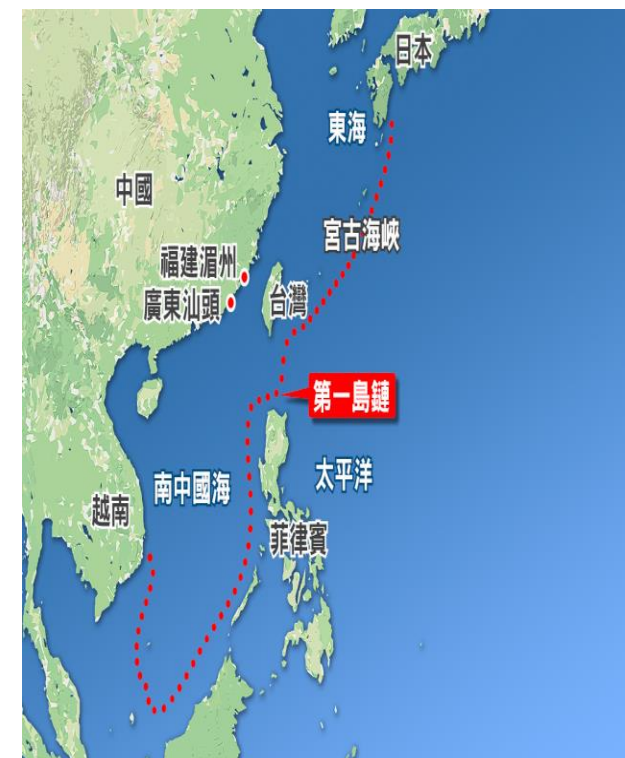 日本
東海
中國
宮古海峽
福建湄州
廣東汕頭
台灣
第一島鏈
太平洋
南中國海
越南
菲律賓